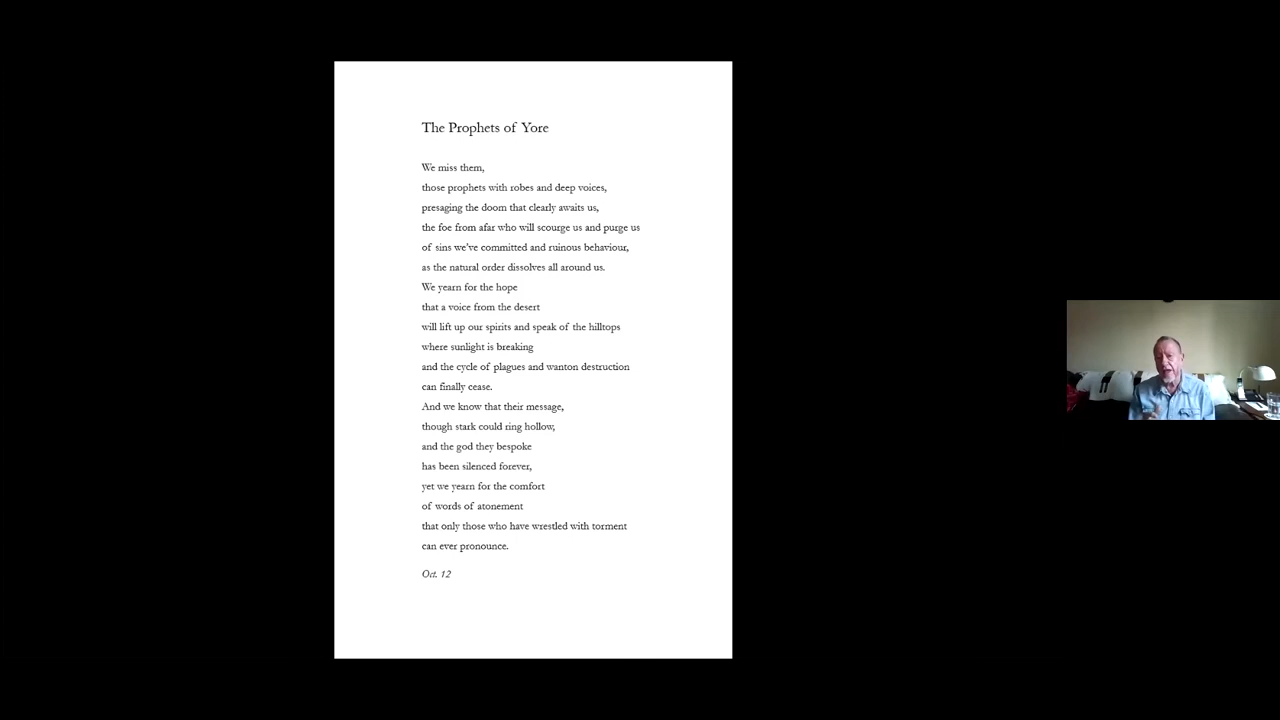 The Prophets of Yore
We miss them,
those prophets with robes and deep voices,
presaging the doom that clearly awaits us,
the foe from afar who will scourge us and purge us
of sins we've committed and ruinous behaviour,
as the natural order dissolves all around us.
We yearn for the hope
that a voice from the desert
will lift up our spirits and speak of the hilltops
where sunlight is breaking
and the cycle of plagues and wanton destruction
can finally cease.
And we know that their message,
though stark could ring hollow,
and the god they bespoke
has been silenced forever,
yet we yearn for the comfort
of words of atonement
that only those who have wrestled with torment
can ever pronounce.
Oct. 12